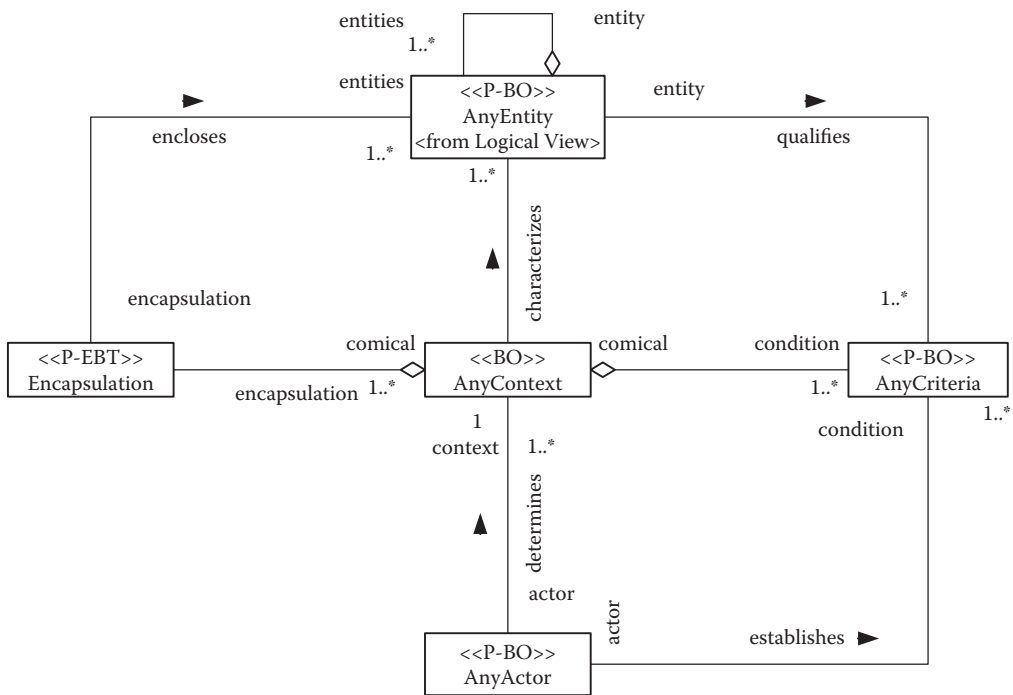 entities
entity
1..*
entities
<<P-BO>>
AnyEntity
<from Logical View>
entity
encloses
qualifies
1..*
1..*
characterizes
encapsulation
1..*
<<P-EBT>>
Encapsulation
comical
<<BO>>
AnyContext
comical
condition
<<P-BO>>
AnyCriteria
encapsulation
1..*
1..*
1..*
1
context
1..*
condition
determines
actor
actor
establishes
<<P-BO>>
AnyActor